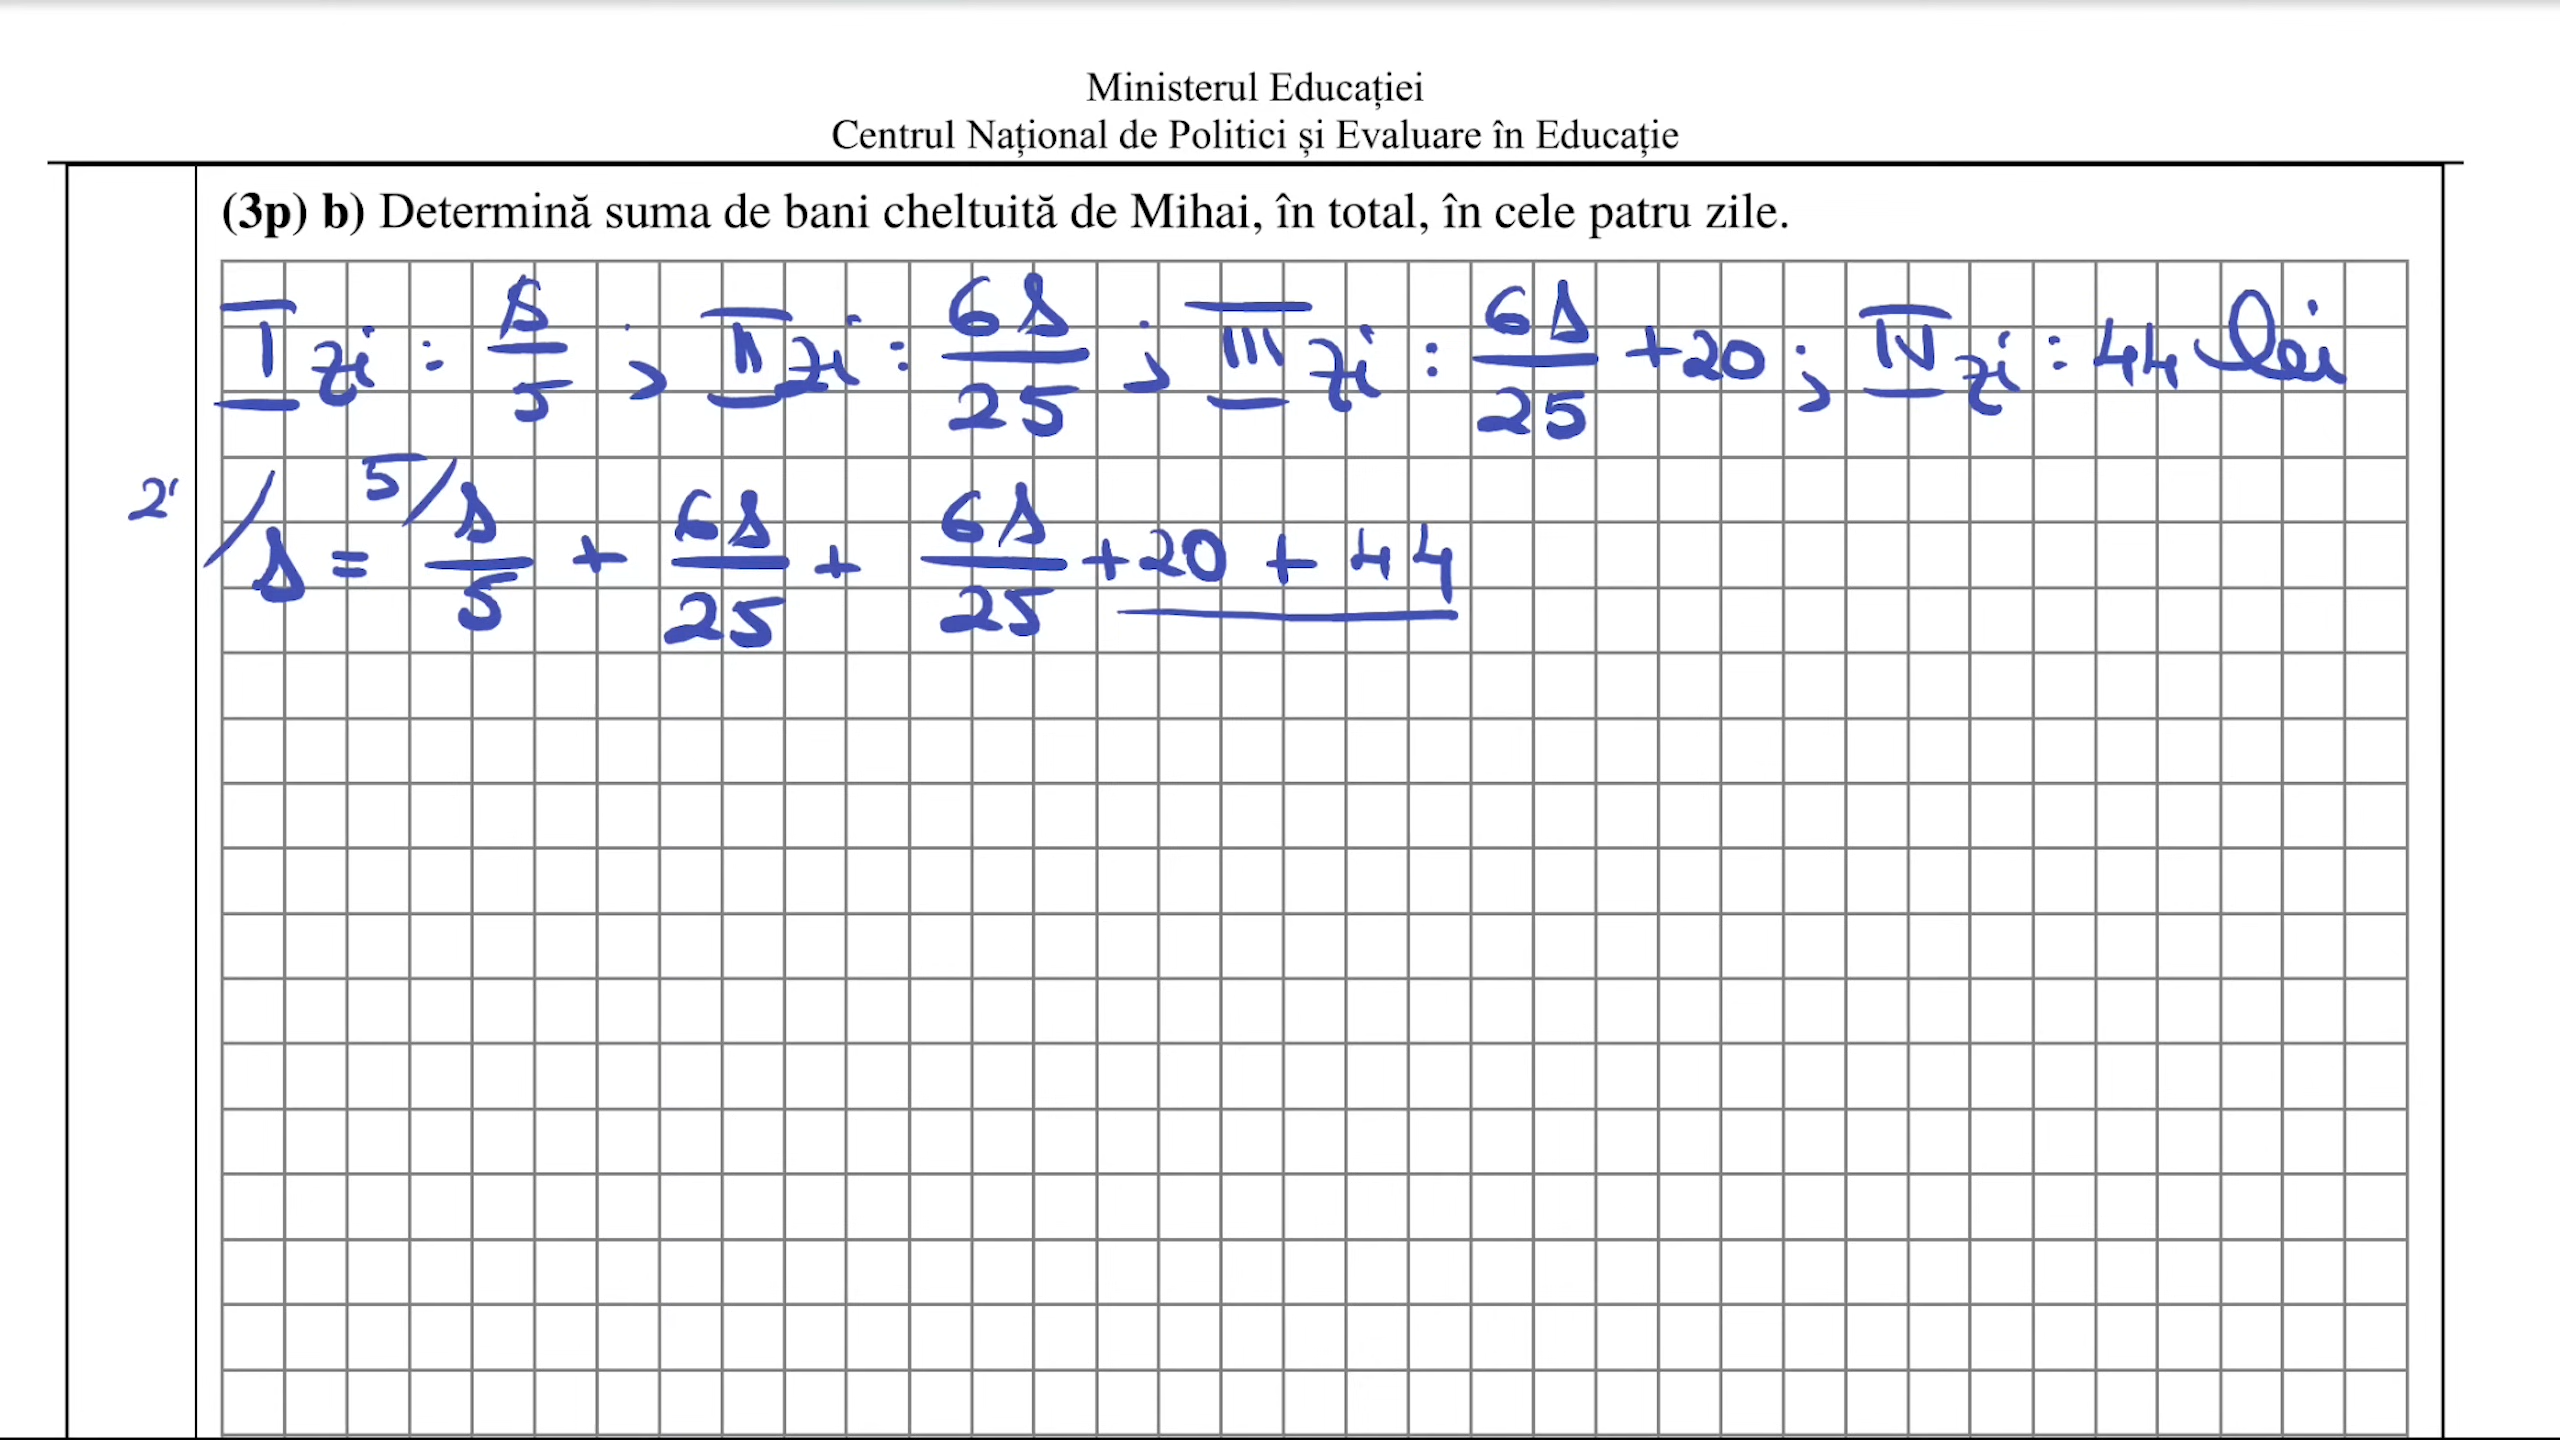 Ministerul Educației
Centrul Național de Politici și Evaluare în Educație
(3p) b) Determină suma de bani cheltuită de Mihai, în total, în cele patru zile.
I zi : s/5 ; II zi : 6s/25 ; III zi : 6s/25 + 20 ; IV zi : 44 lei
s = 5/ s/5 + 6s/25 + 6s/25 + 20 + 44